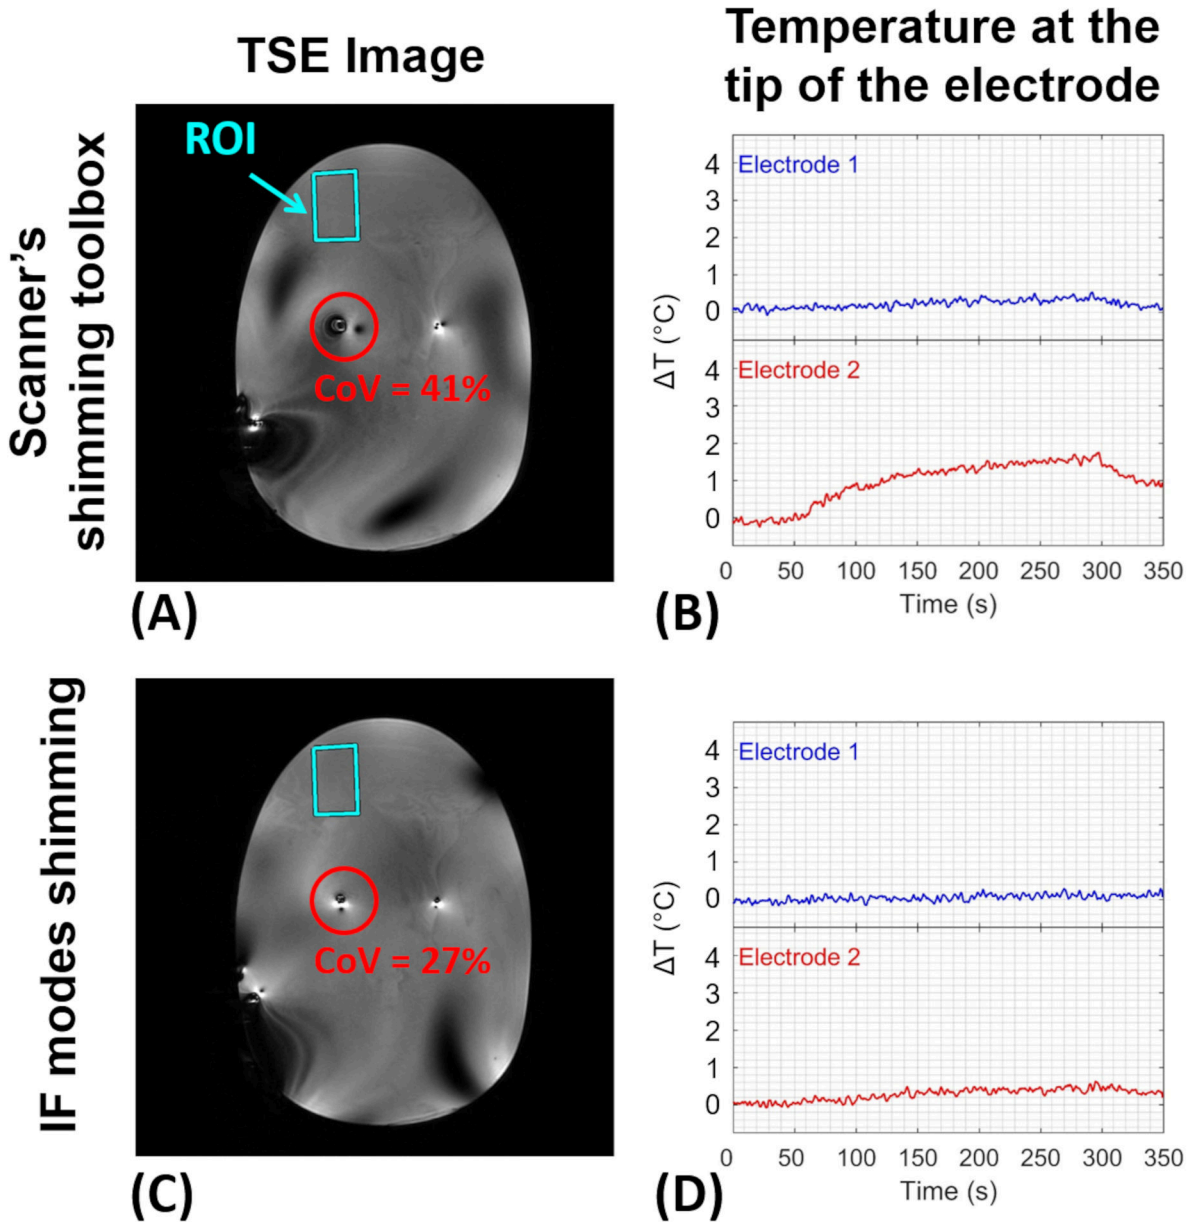 TSE Image
Temperature at the
tip of the electrode
Scanner's
shimming toolbox
ROI
CoV = 41%
(A)
Electrode 1
4
3
2
1
0
ΔT (°C)
Electrode 2
4
3
2
1
0
0 50 100 150 200 250 300 350
Time (s)
(B)
IF modes shimming
CoV = 27%
(C)
Electrode 1
4
3
2
1
0
ΔT (°C)
Electrode 2
4
3
2
1
0
0 50 100 150 200 250 300 350
Time (s)
(D)